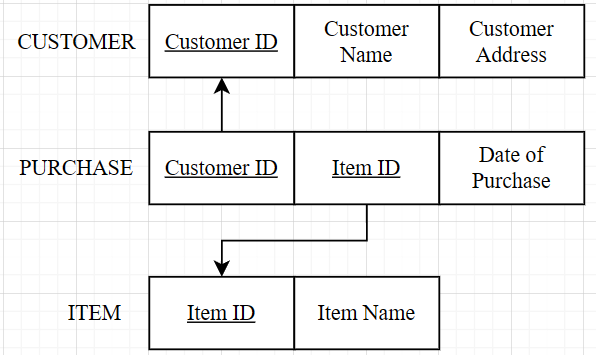 CUSTOMER
Customer ID
Customer
Name
Customer
Address
PURCHASE
Customer ID
Item ID
Date of
Purchase
ITEM
Item ID
Item Name